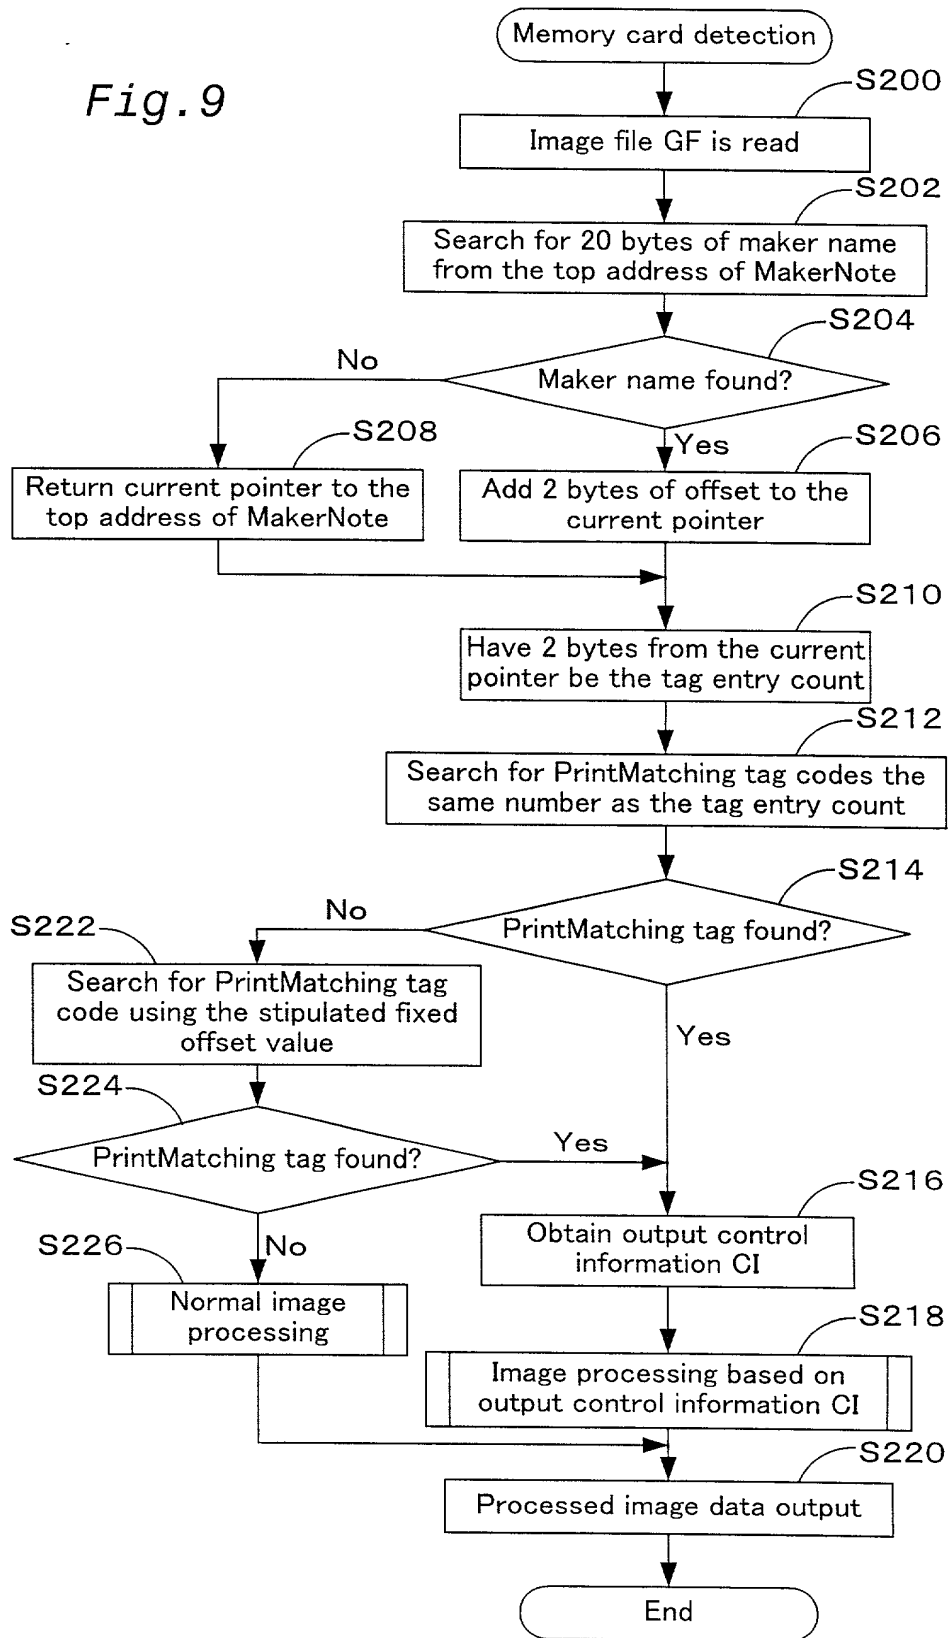 Fig.9
Memory card detection
S200
Image file GF is read
S202
Search for 20 bytes of maker name
from the top address of MakerNote
S204
Maker name found?
No
Yes
S208
Return current pointer to the
top address of MakerNote
S206
Add 2 bytes of offset to the
current pointer
S210
Have 2 bytes from the current
pointer be the tag entry count
S212
Search for PrintMatching tag codes the
same number as the tag entry count
S214
PrintMatching tag found?
No
Yes
S222
Search for PrintMatching tag
code using the stipulated fixed
offset value
S224
PrintMatching tag found?
Yes
No
S216
Obtain output control
information CI
S226
Normal image
processing
S218
Image processing based on
output control information CI
S220
Processed image data output
End